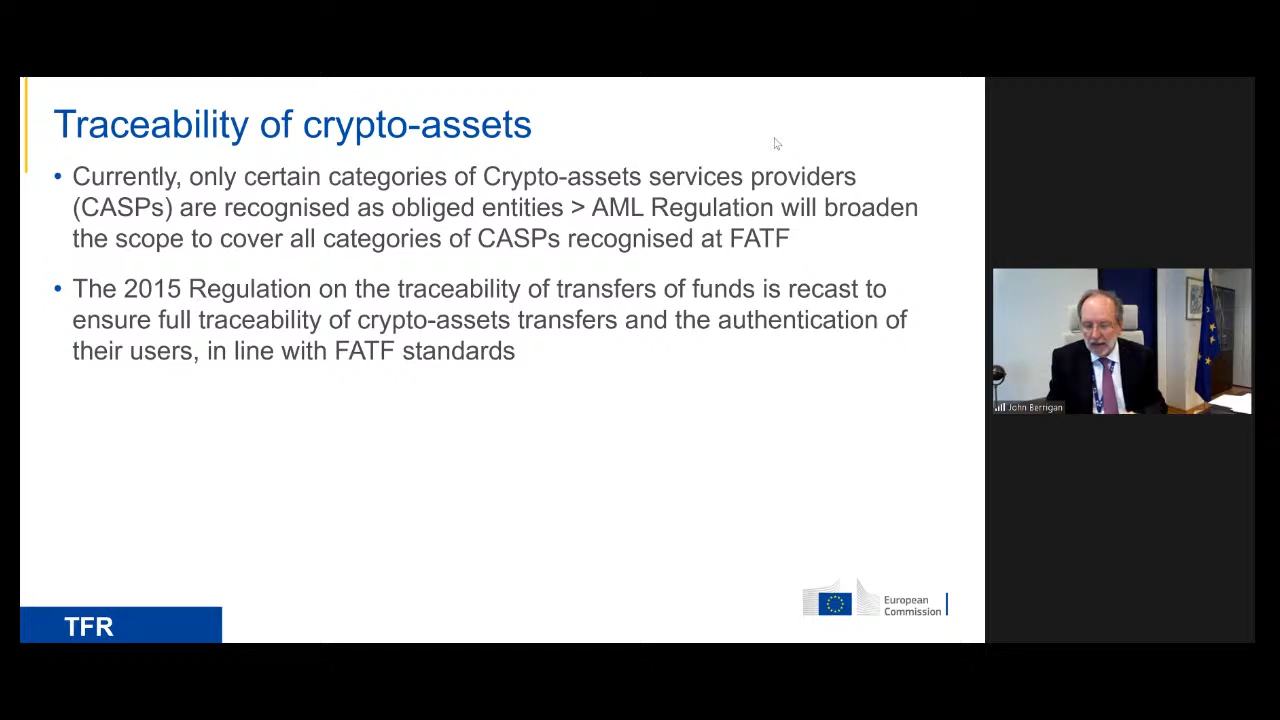 Traceability of crypto-assets
• Currently, only certain categories of Crypto-assets services providers
(CASPs) are recognised as obliged entities > AML Regulation will broaden
the scope to cover all categories of CASPs recognised at FATF
• The 2015 Regulation on the traceability of transfers of funds is recast to
ensure full traceability of crypto-assets transfers and the authentication of
their users, in line with FATF standards
John Berrigan
European
Commission
TFR